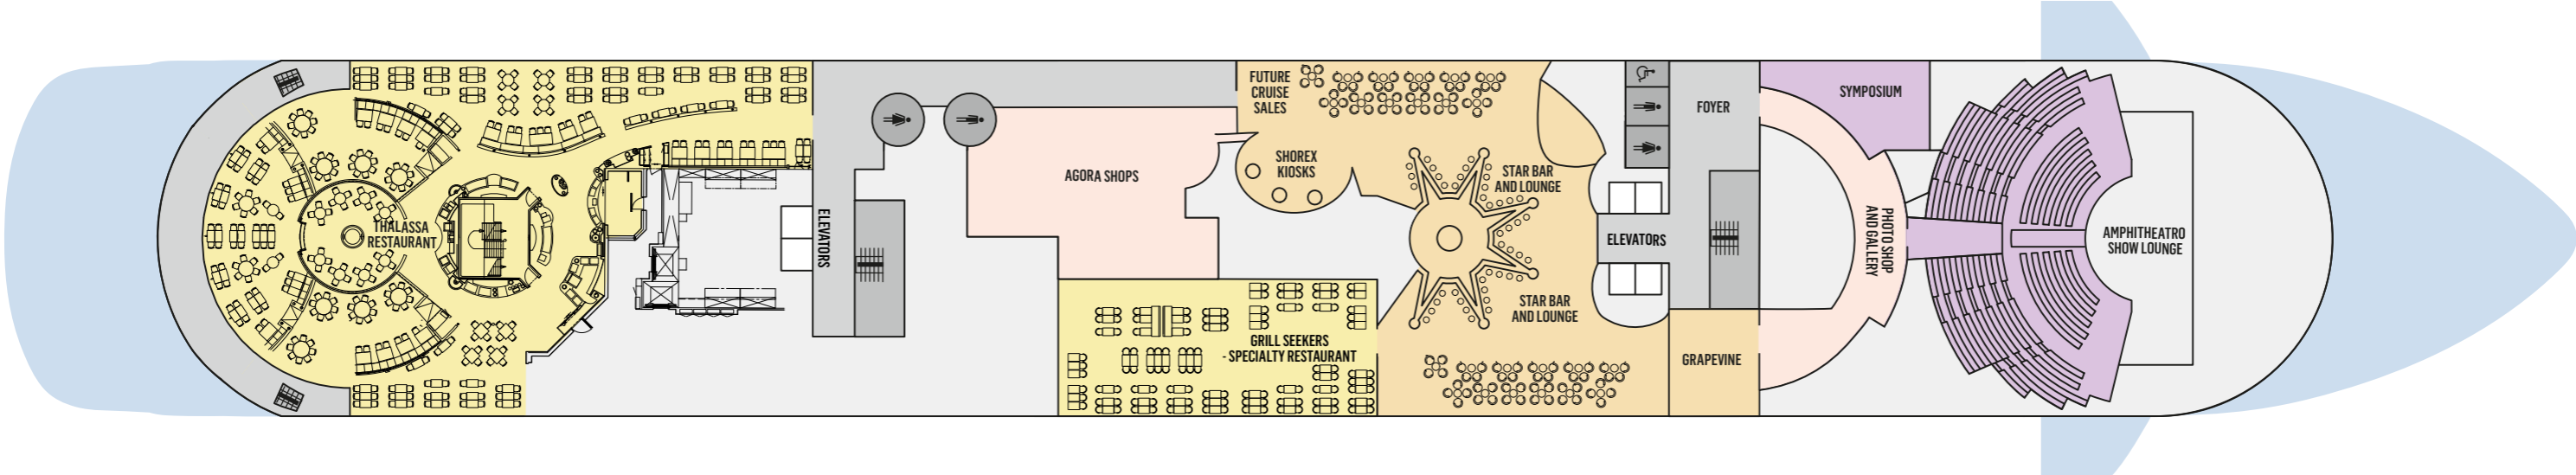 THALASSA
RESTAURANT
ELEVATORS
AGORA SHOPS
FUTURE
CRUISE
SALES
SHOREX
KIOSKS
GRILL SEEKERS
- SPECIALTY RESTAURANT
STAR BAR
AND LOUNGE
STAR BAR
AND LOUNGE
ELEVATORS
FOYER
GRAPEVINE
SYMPOSIUM
PHOTO SHOP
AND GALLERY
AMPHITHEATRO
SHOW LOUNGE